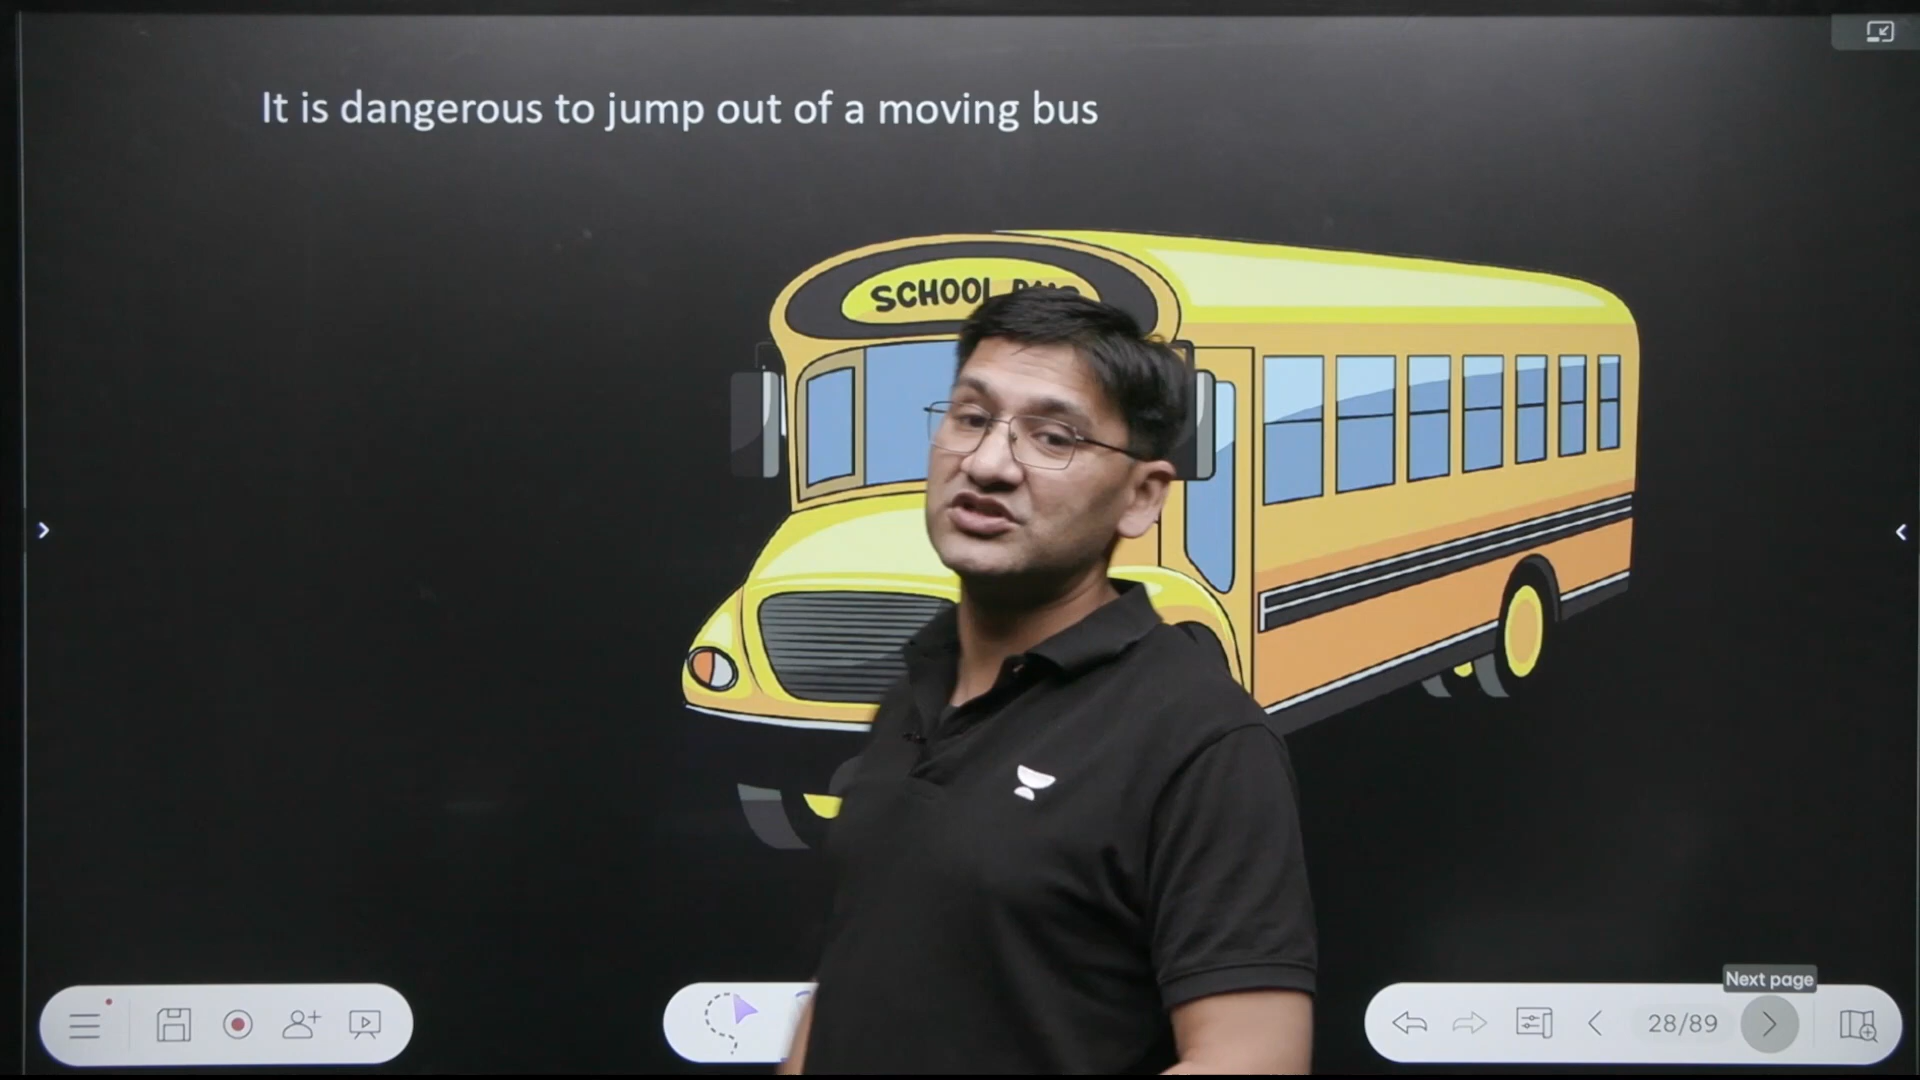 It is dangerous to jump out of a moving bus
SCHOOL
Next page
28/89